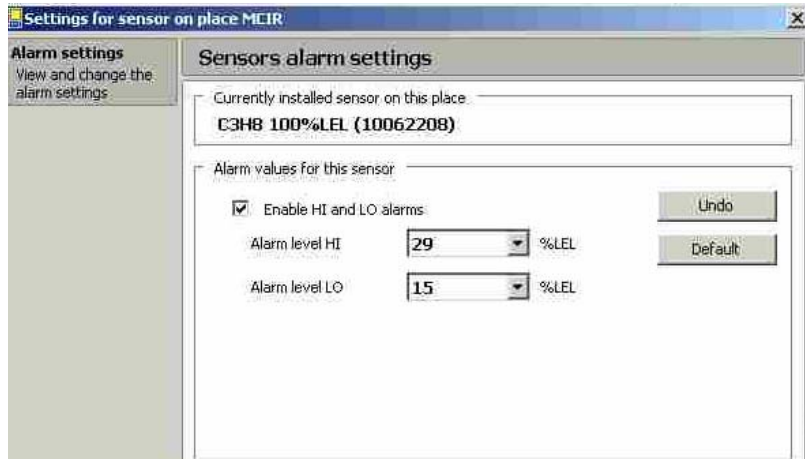 Settings for sensor on place MCIR
Alarm settings
View and change the
alarm settings
Sensors alarm settings
Currently installed sensor on this place
C3H8 100%LEL (10062208)
Alarm values for this sensor
Enable HI and LO alarms
Undo
Alarm level HI 29 %LEL
Default
Alarm level LO 15 %LEL